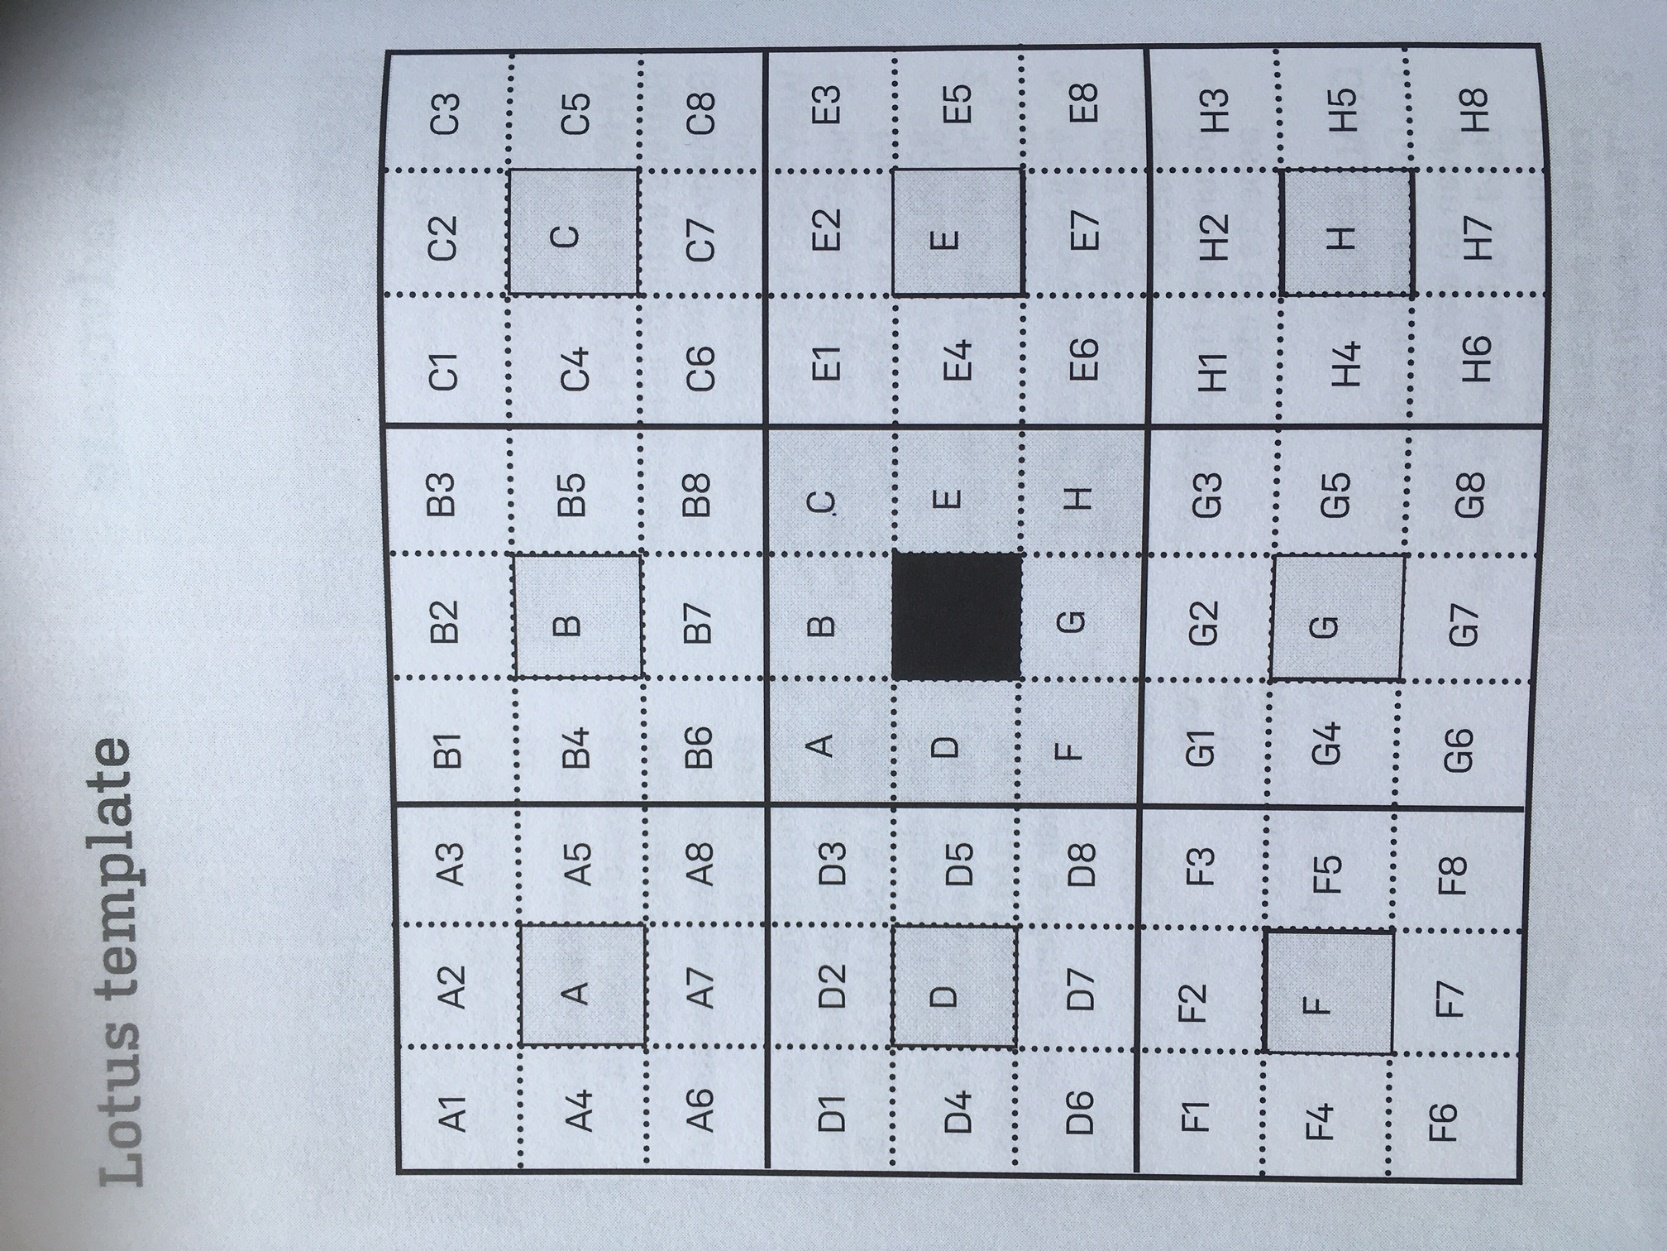 Lotus template
A1 A2 A3 B1 B2 B3 C1 C2 C3
A4 A A5 B4 B B5 C4 C C5
A6 A7 A8 B6 B7 B8 C6 C7 C8
D1 D2 D3 A B C E1 E2 E3
D4 D D5 D E E4 E E5
D6 D7 D8 F G H E6 E7 E8
F1 F2 F3 G1 G2 G3 H1 H2 H3
F4 F F5 G4 G G5 H4 H H5
F6 F7 F8 G6 G7 G8 H6 H7 H8